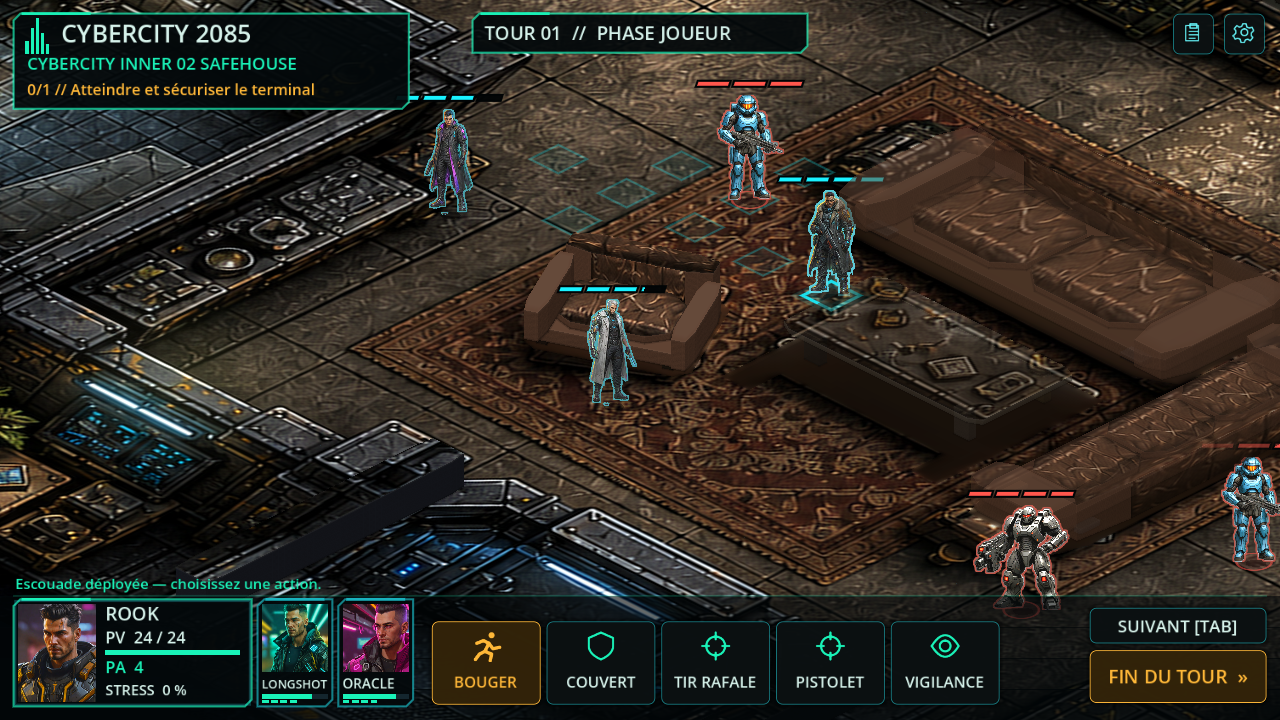 CYBERCITY 2085
CYBERCITY INNER 02 SAFEHOUSE
0/1 // Atteindre et sécuriser le terminal
TOUR 01 // PHASE JOUEUR
Escouade déployée — choisissez une action.
ROOK
PV 24 / 24
PA 4
STRESS 0 %
LONGSHOT
ORACLE
BOUGER
COUVERT
TIR RAFALE
PISTOLET
VIGILANCE
SUIVANT [TAB]
FIN DU TOUR »